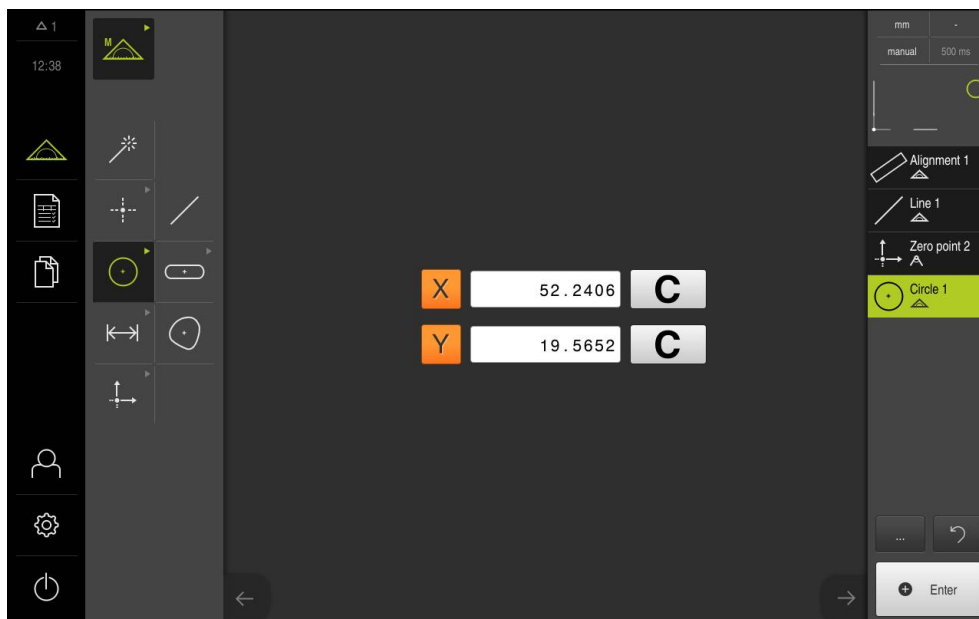 1
12:38
M
X 52.2406 C
Y 19.5652 C
mm -
manual 500 ms
Alignment 1
Line 1
Zero point 2
Circle 1
...
Enter